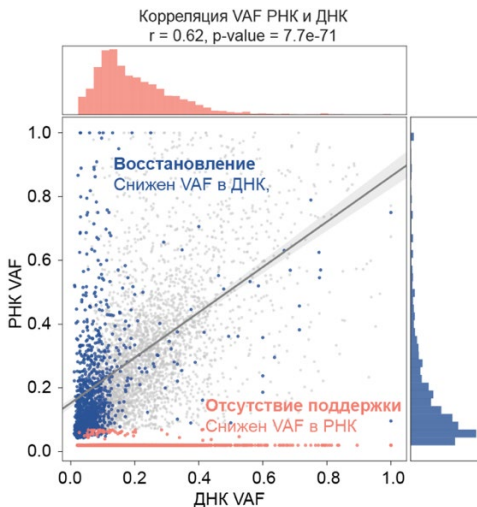 Корреляция VAF РНК и ДНК
r = 0.62, p-value = 7.7e-71
1.0
0.8
0.6
0.4
0.2
0.0
РНК VAF
Восстановление
Снижен VAF в ДНК,
Отсутствие поддержки
Снижен VAF в РНК
0.0 0.2 0.4 0.6 0.8 1.0
ДНК VAF